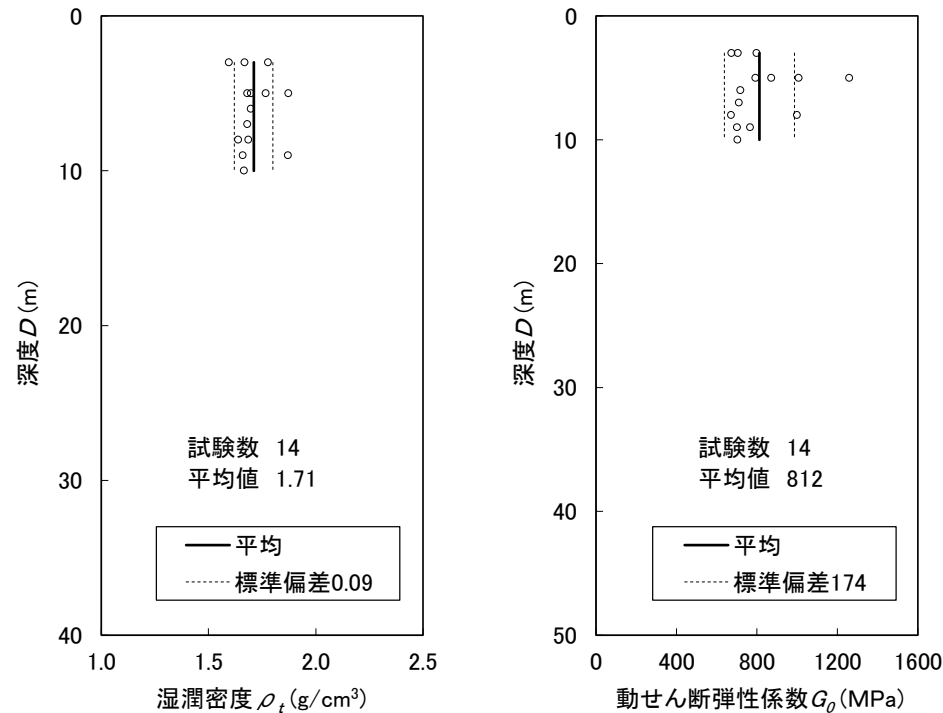 0
10
20
30
40
深度D(m)
試験数 14
平均値 1.71
平均
標準偏差0.09
1.0 1.5 2.0 2.5
湿潤密度 ρt(g/cm³)
0
10
20
30
40
50
深度D(m)
試験数 14
平均値 812
平均
標準偏差174
0 400 800 1200 1600
動せん断弾性係数G0(MPa)